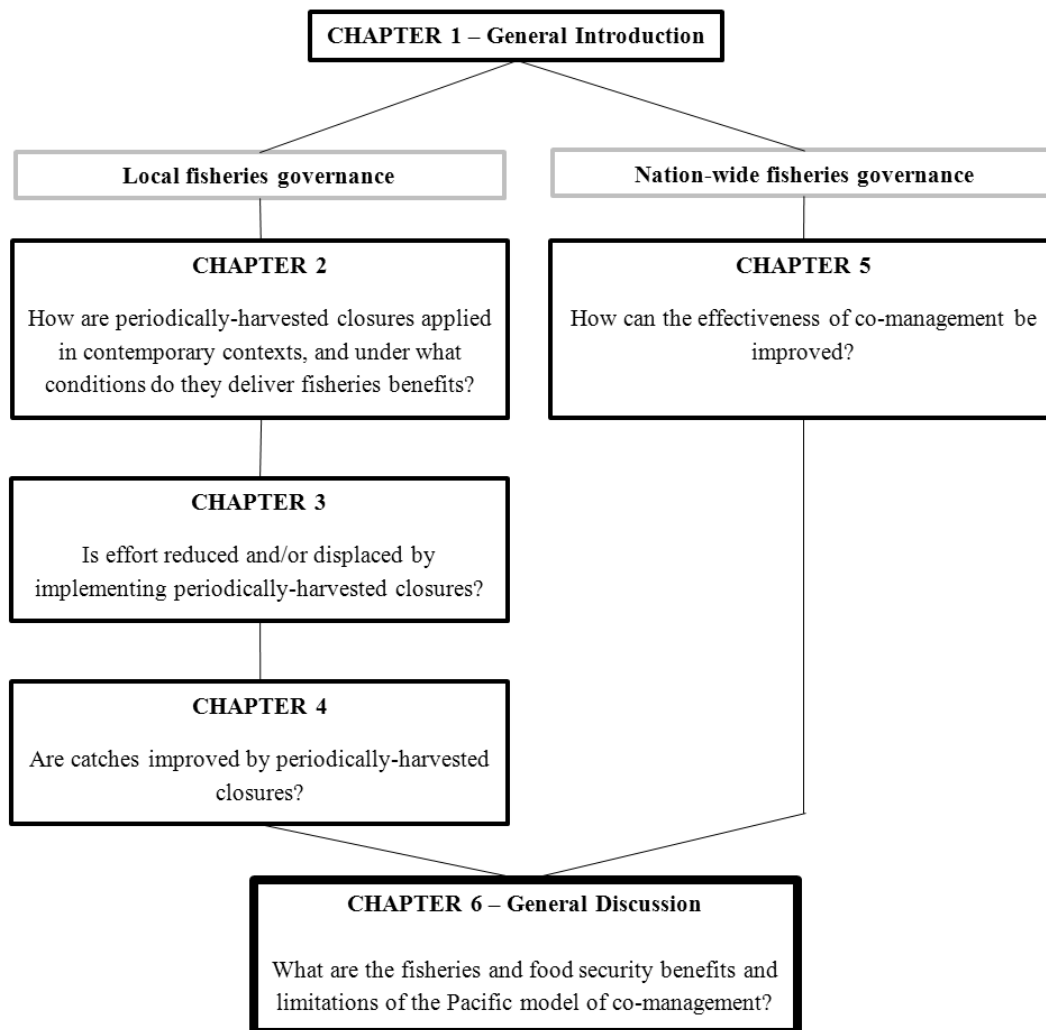 CHAPTER 1 – General Introduction
Local fisheries governance
Nation-wide fisheries governance
CHAPTER 2
How are periodically-harvested closures applied
in contemporary contexts, and under what
conditions do they deliver fisheries benefits?
CHAPTER 5
How can the effectiveness of co-management be
improved?
CHAPTER 3
Is effort reduced and/or displaced by
implementing periodically-harvested closures?
CHAPTER 4
Are catches improved by periodically-harvested
closures?
CHAPTER 6 – General Discussion
What are the fisheries and food security benefits and
limitations of the Pacific model of co-management?